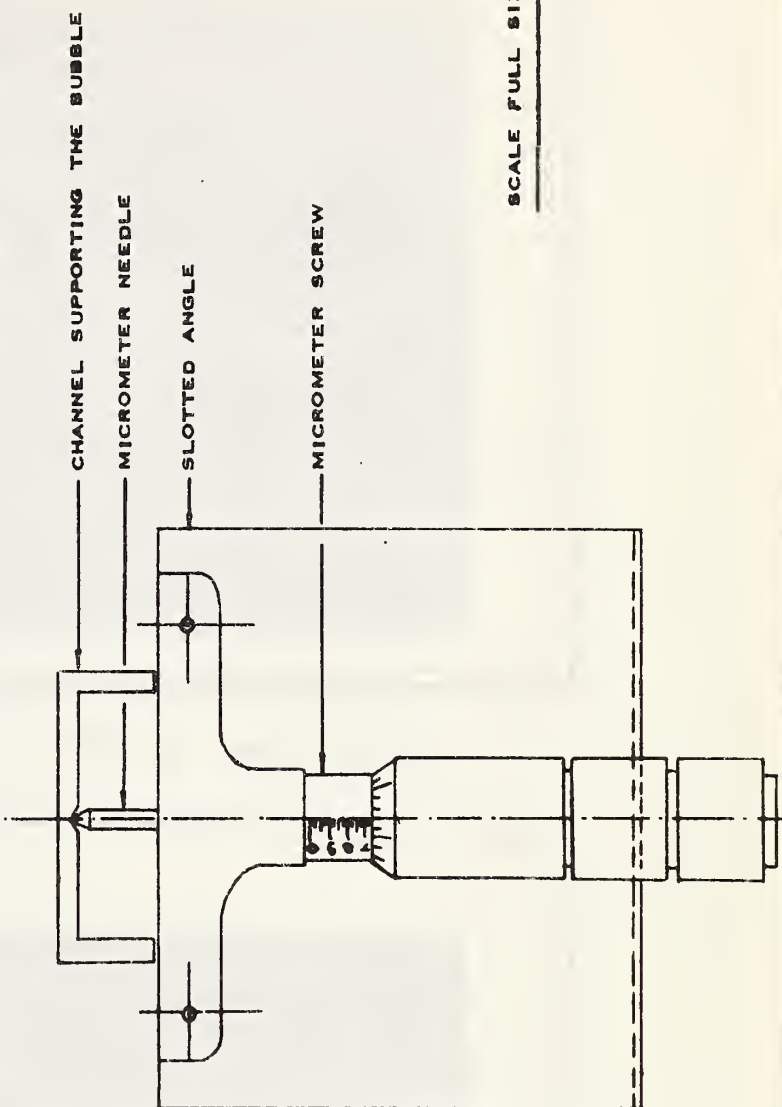 CHANNEL SUPPORTING THE BUBBLE
MICROMETER NEEDLE
SLOTTED ANGLE
MICROMETER SCREW
SCALE FULL